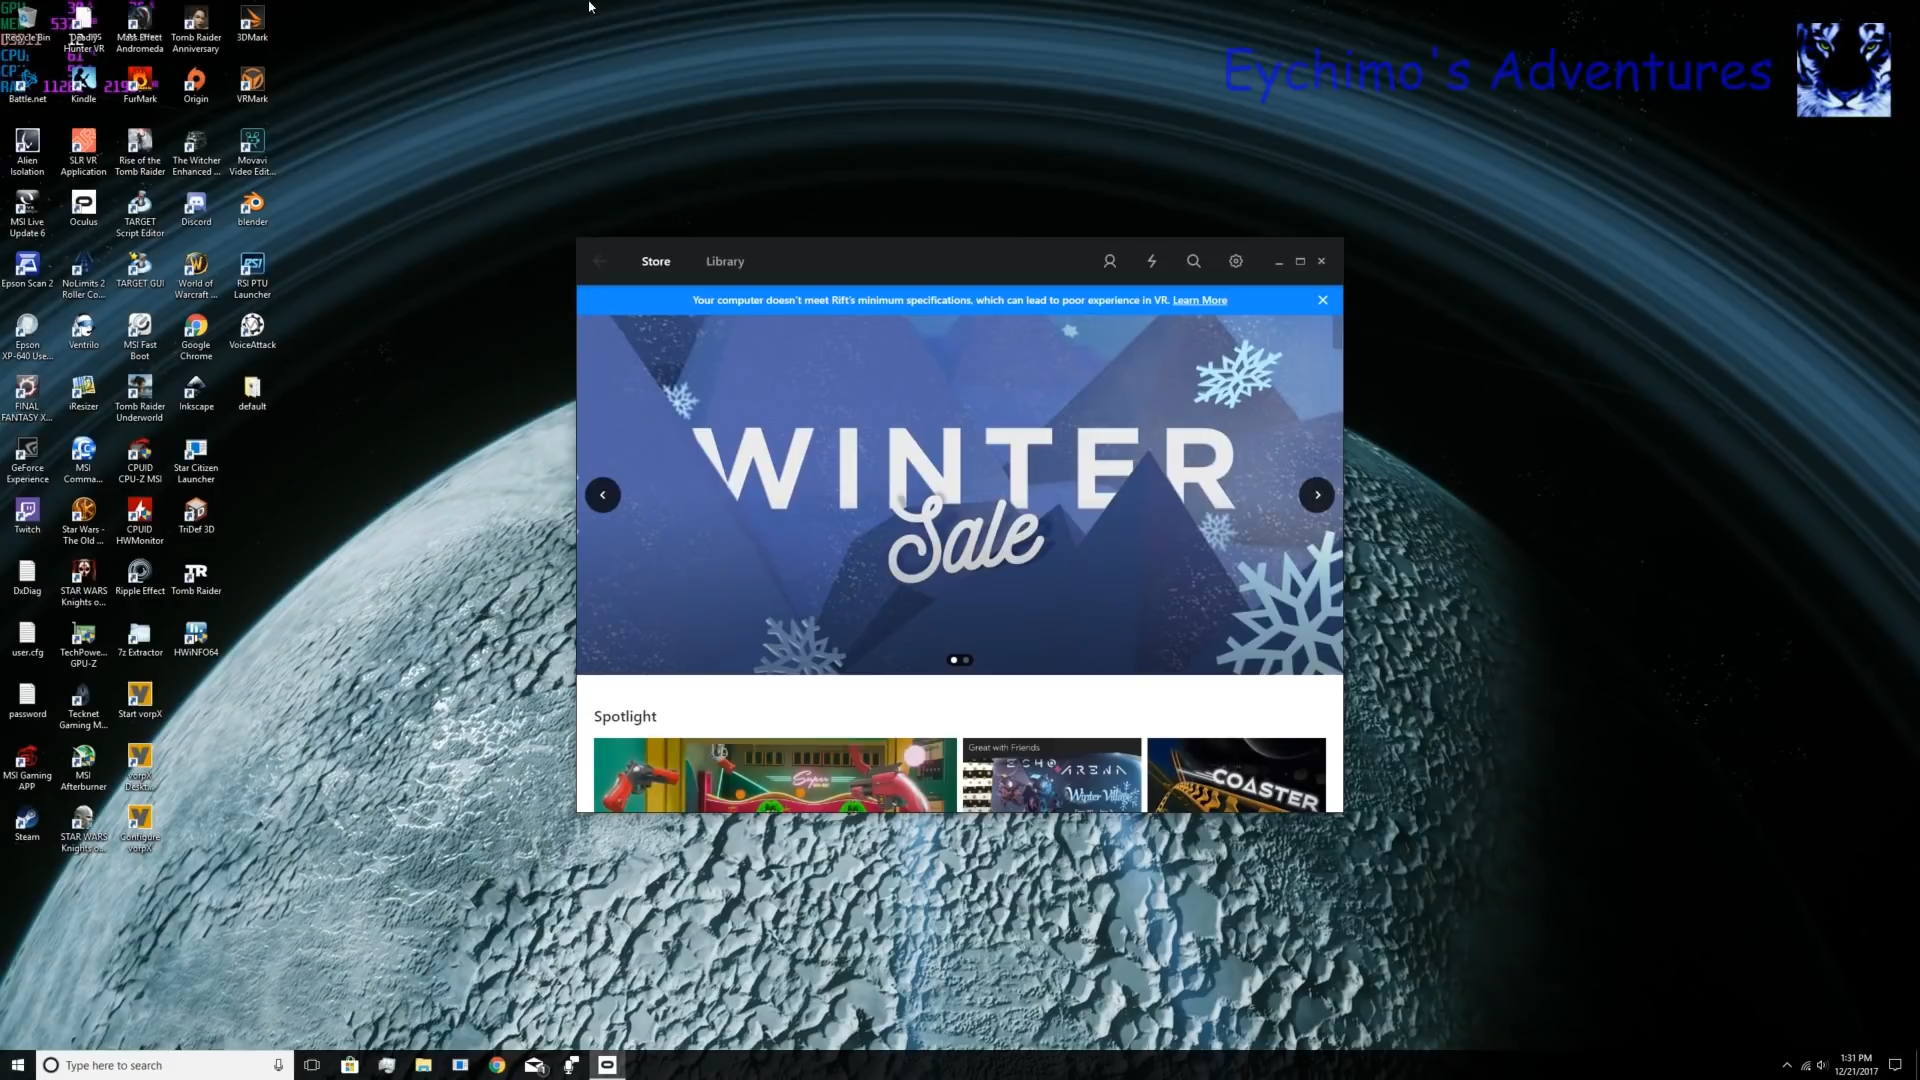 Recycle Bin
Hunter VR
Mass Effect
Andromeda
Tomb Raider
Anniversary
3DMark
Battle.net
Kindle
FurMark
Origin
VRMark
Alien
Isolation
SLR VR
Application
Rise of the
Tomb Raider
The Witcher
Enhanced ...
Movavi
Video Edit...
MSI Live
Update 6
Oculus
TARGET
Script Editor
Discord
blender
Epson Scan 2
NoLimits 2
Roller Co...
TARGET GUI
World of
Warcraft ...
RSI PTU
Launcher
Epson
XP-640 Use...
Ventrilo
MSI Fast
Boot
Google
Chrome
VoiceAttack
FINAL
FANTASY X...
iResizer
Tomb Raider
Underworld
Inkscape
default
GeForce
Experience
MSI
Comma...
CPUID
CPU-Z MSI
Star Citizen
Launcher
Twitch
Star Wars -
The Old ...
CPUID
HWMonitor
TriDef 3D
DxDiag
STAR WARS
Knights o...
Ripple Effect
Tomb Raider
user.cfg
TechPowe...
GPU-Z
7z Extractor
HWiNFO64
password
Tecknet
Gaming M...
Start vorpX
MSI Gaming
APP
MSI
Afterburner
vorpX
Deskt...
Steam
STAR WARS
Knights o...
Configure
vorpX
Eychimo's Adventures
Store
Library
Your computer doesn't meet Rift's minimum specifications, which can lead to poor experience in VR. Learn More
WINTER
Sale
Spotlight
Super
Great with Friends
ECHO ARENA
Winter Village
COASTER
Type here to search
1:31 PM
12/21/2017